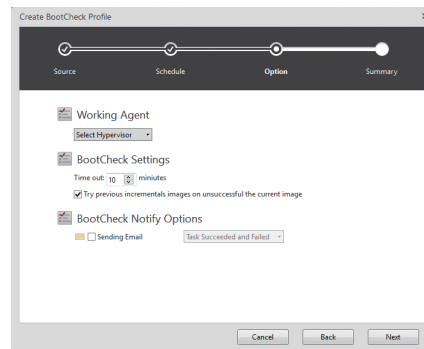 Create BootCheck Profile
Source Schedule Option Summary
Working Agent
Select Hypervisor
BootCheck Settings
Time out: 10 miniutes
Try previous incrementals images on unsuccessful the current image
BootCheck Notify Options
Sending Email Task Succeeded and Failed
Cancel Back Next